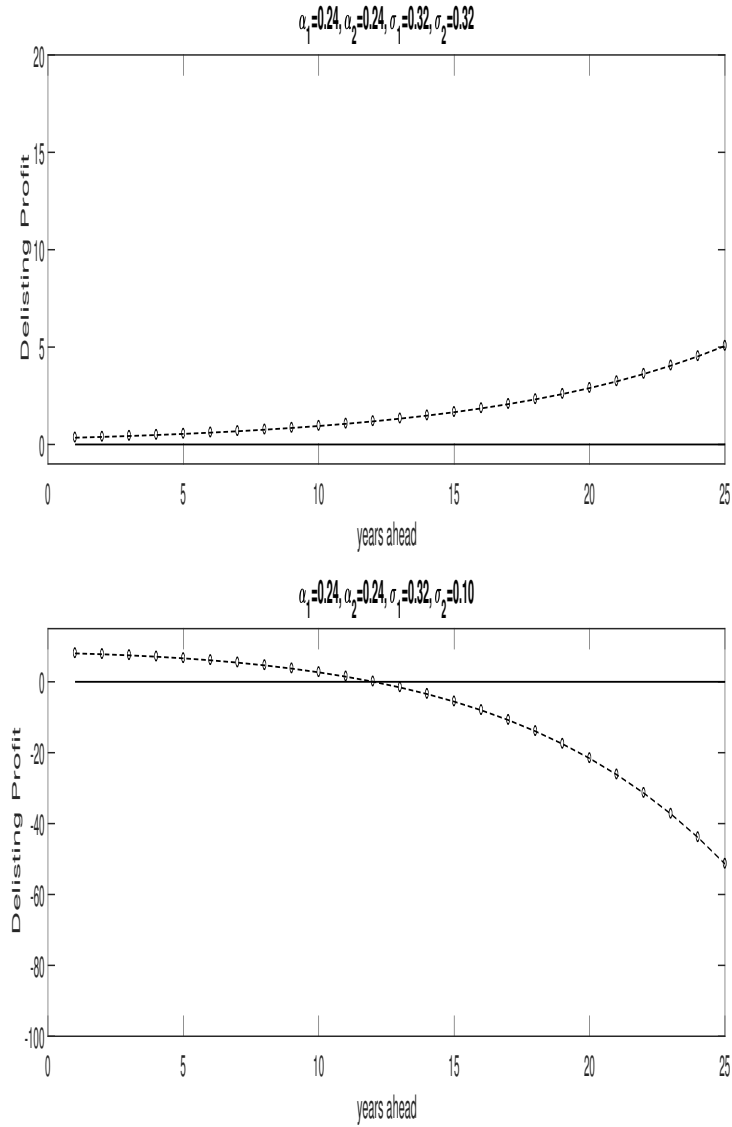 α1=0.24, α2=0.24, σ1=0.32, σ2=0.32
20
15
10
5
0
Delisting Profit
0 5 10 15 20 25
years ahead
α1=0.24, α2=0.24, σ1=0.32, σ2=0.10
0
-20
-40
-60
-80
-100
Delisting Profit
0 5 10 15 20 25
years ahead